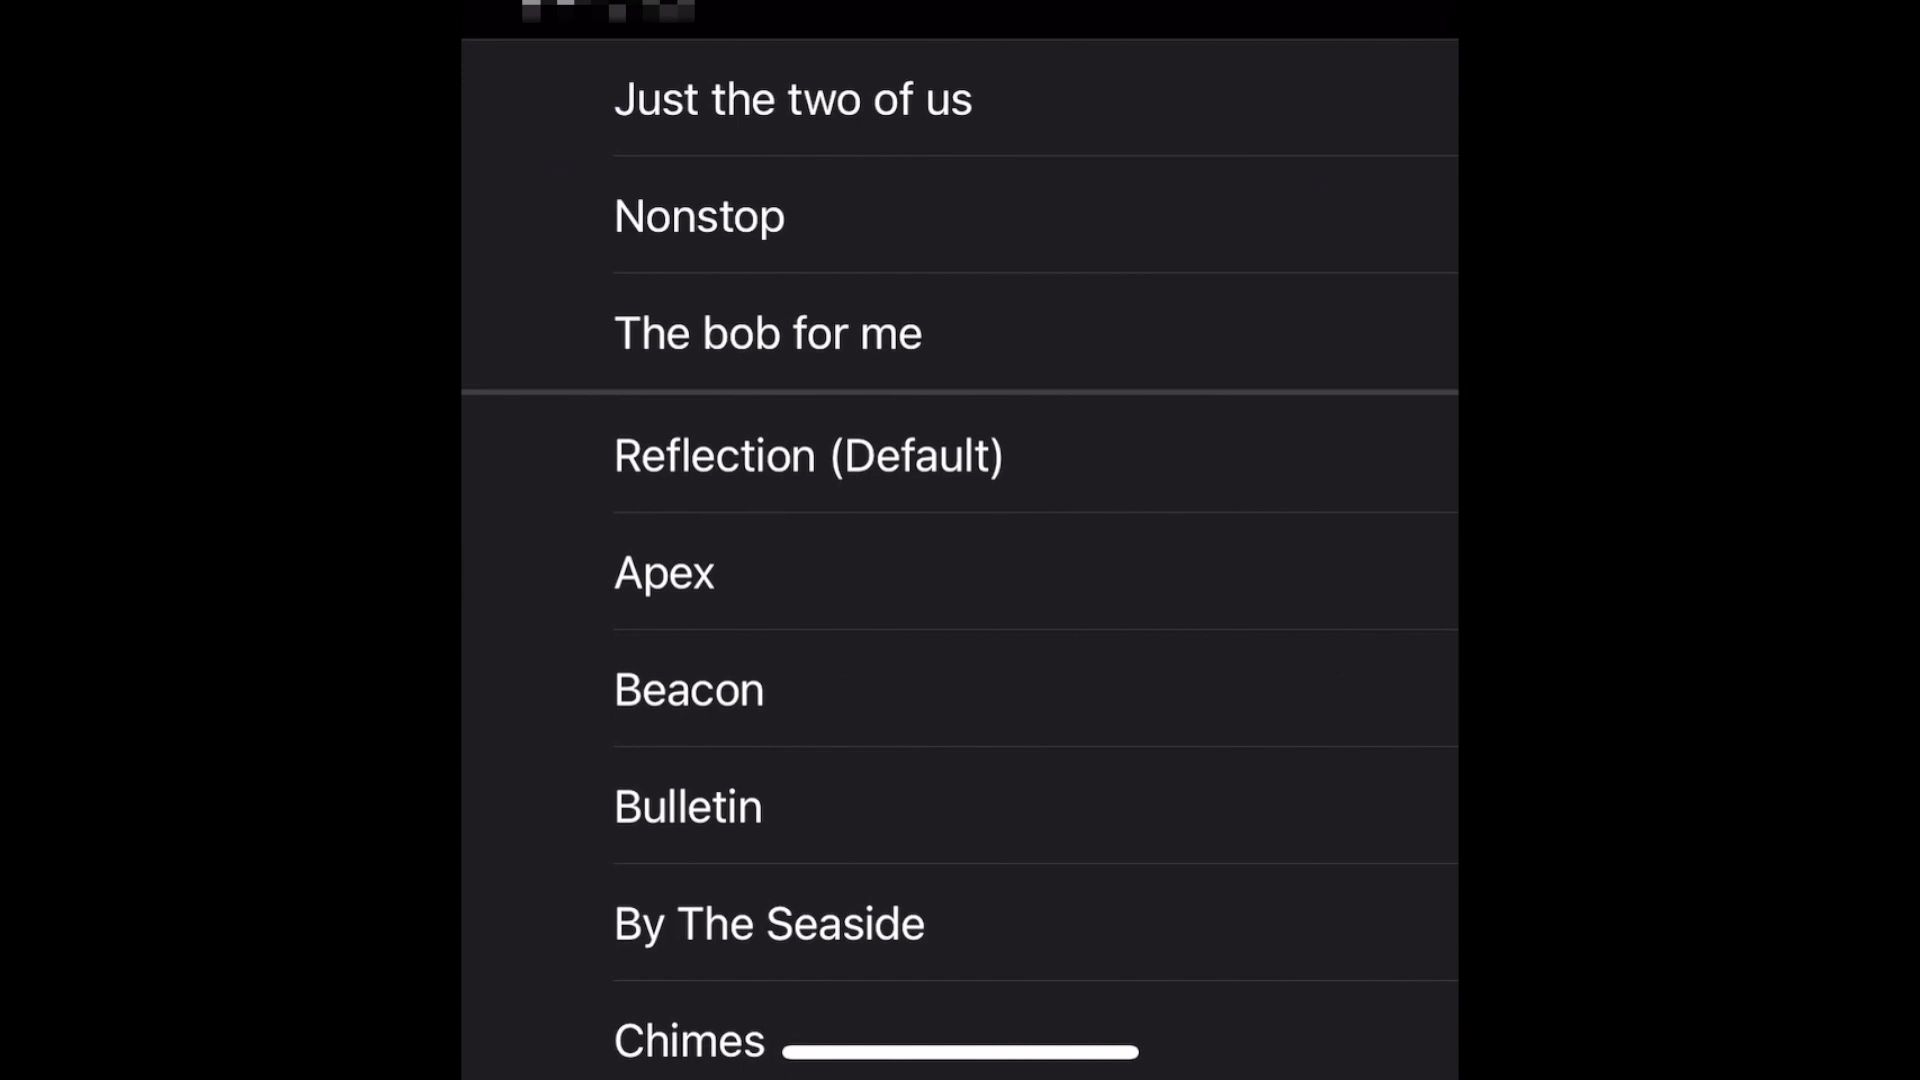 Just the two of us
Nonstop
The bob for me
Reflection (Default)
Apex
Beacon
Bulletin
By The Seaside
Chimes